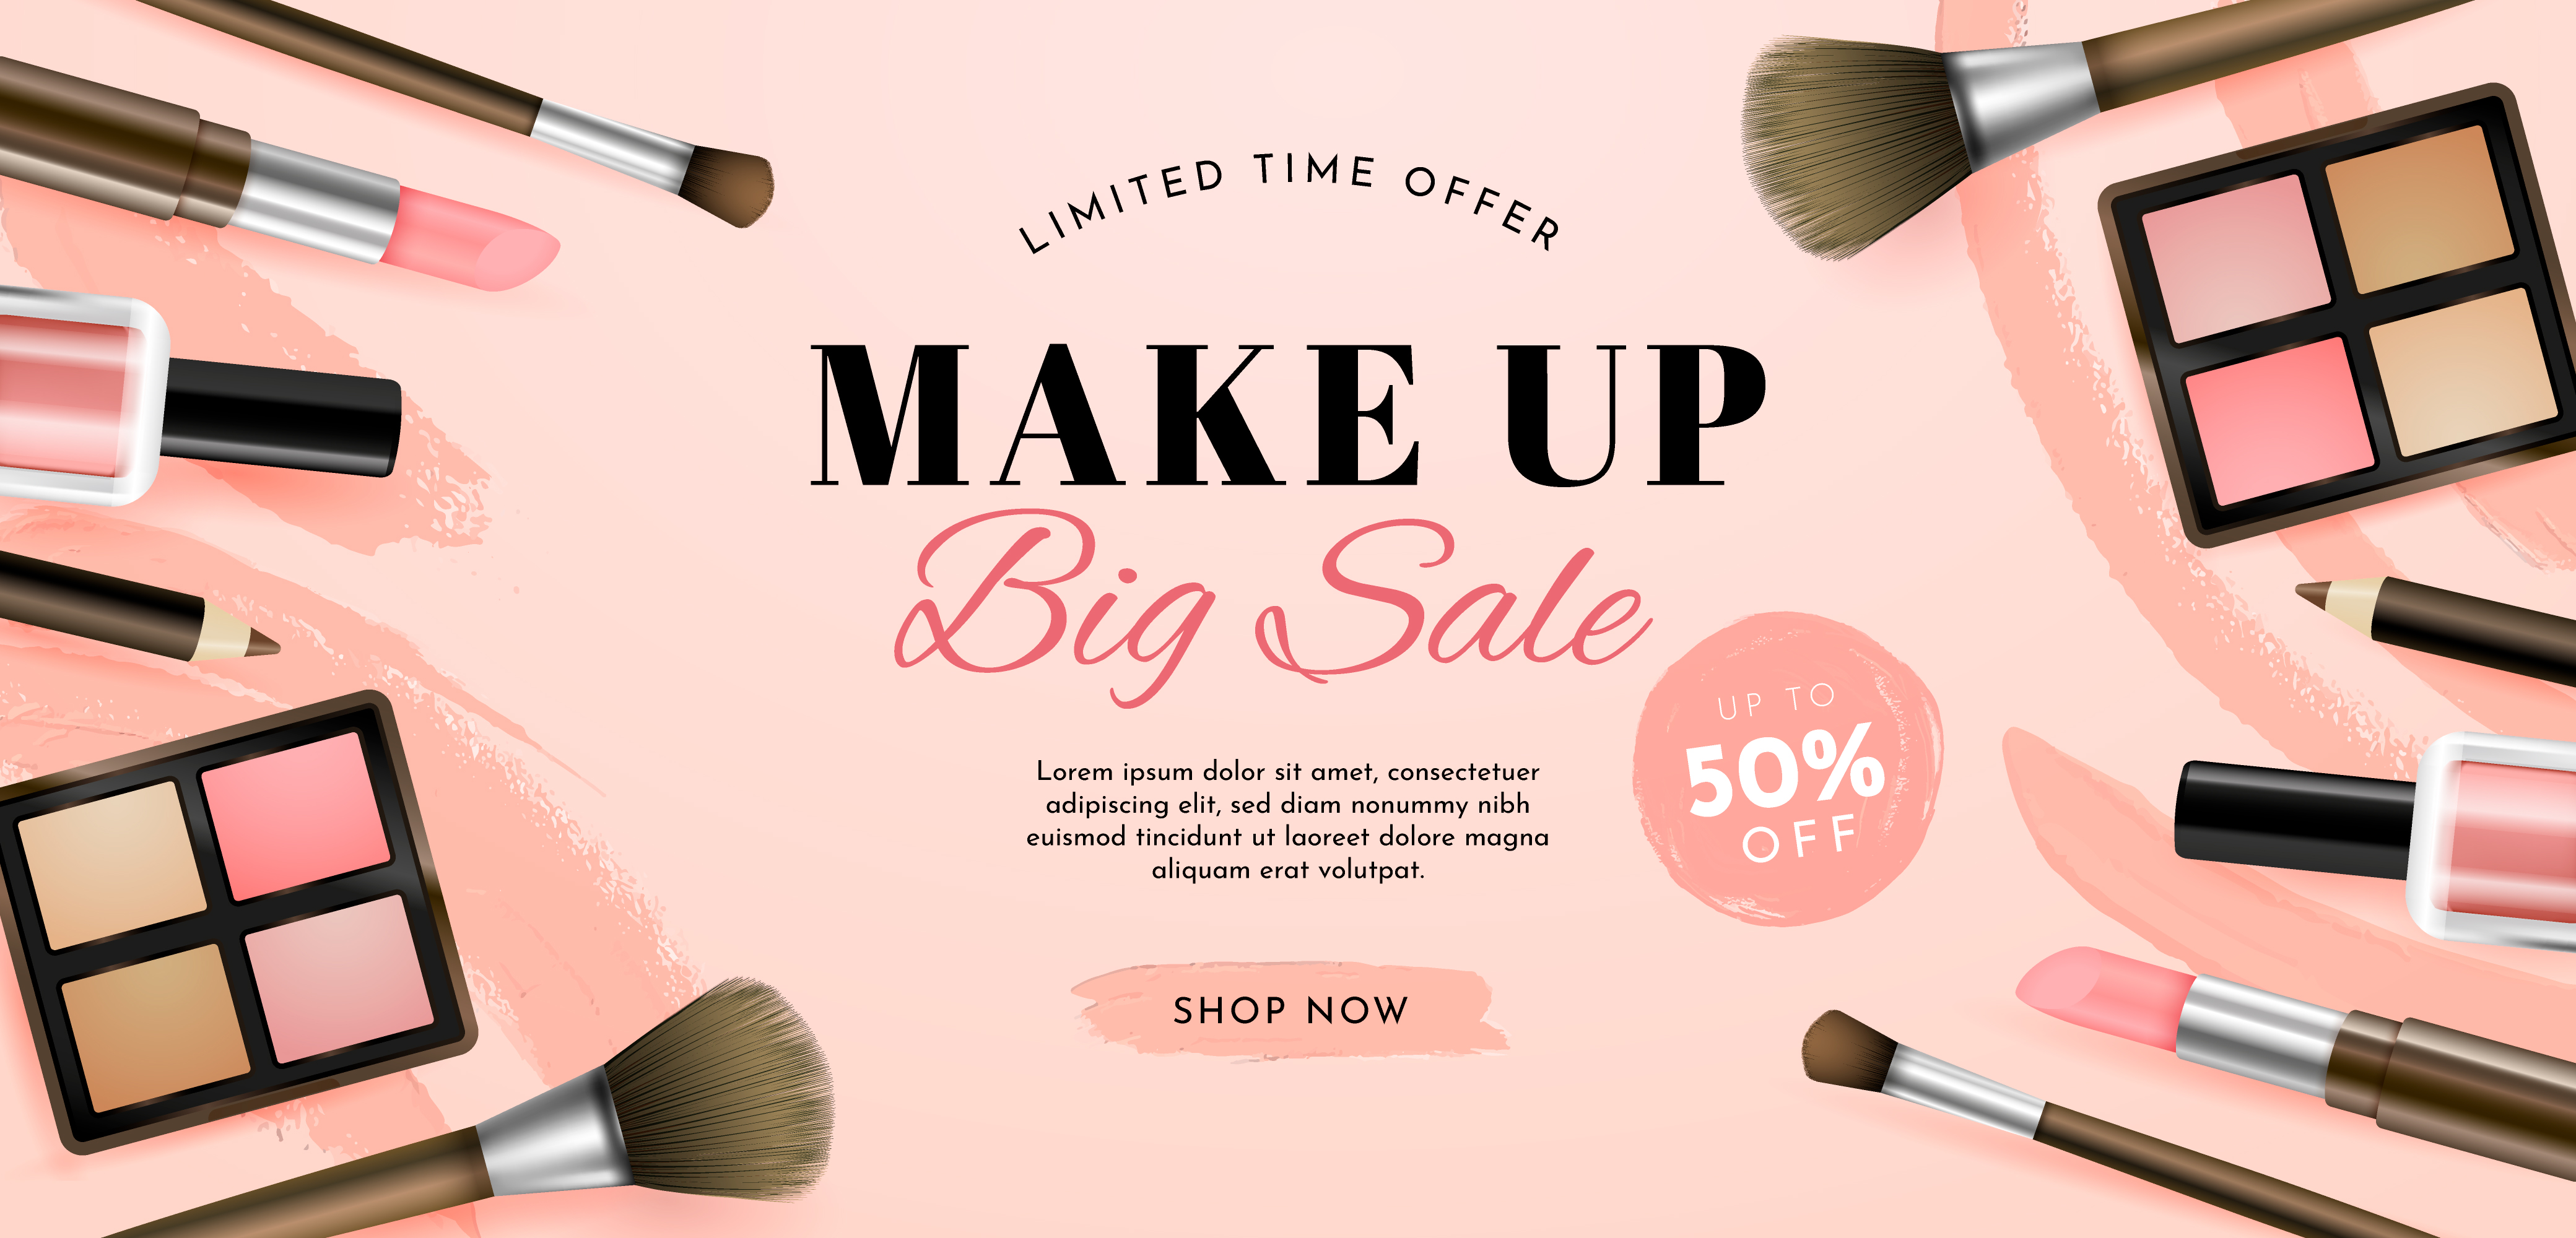 LIMITED TIME OFFER
MAKE UP
Big Sale
UP TO
50%
OFF
Lorem ipsum dolor sit amet, consectetuer
adipiscing elit, sed diam nonummy nibh
euismod tincidunt ut laoreet dolore magna
aliquam erat volutpat.
SHOP NOW